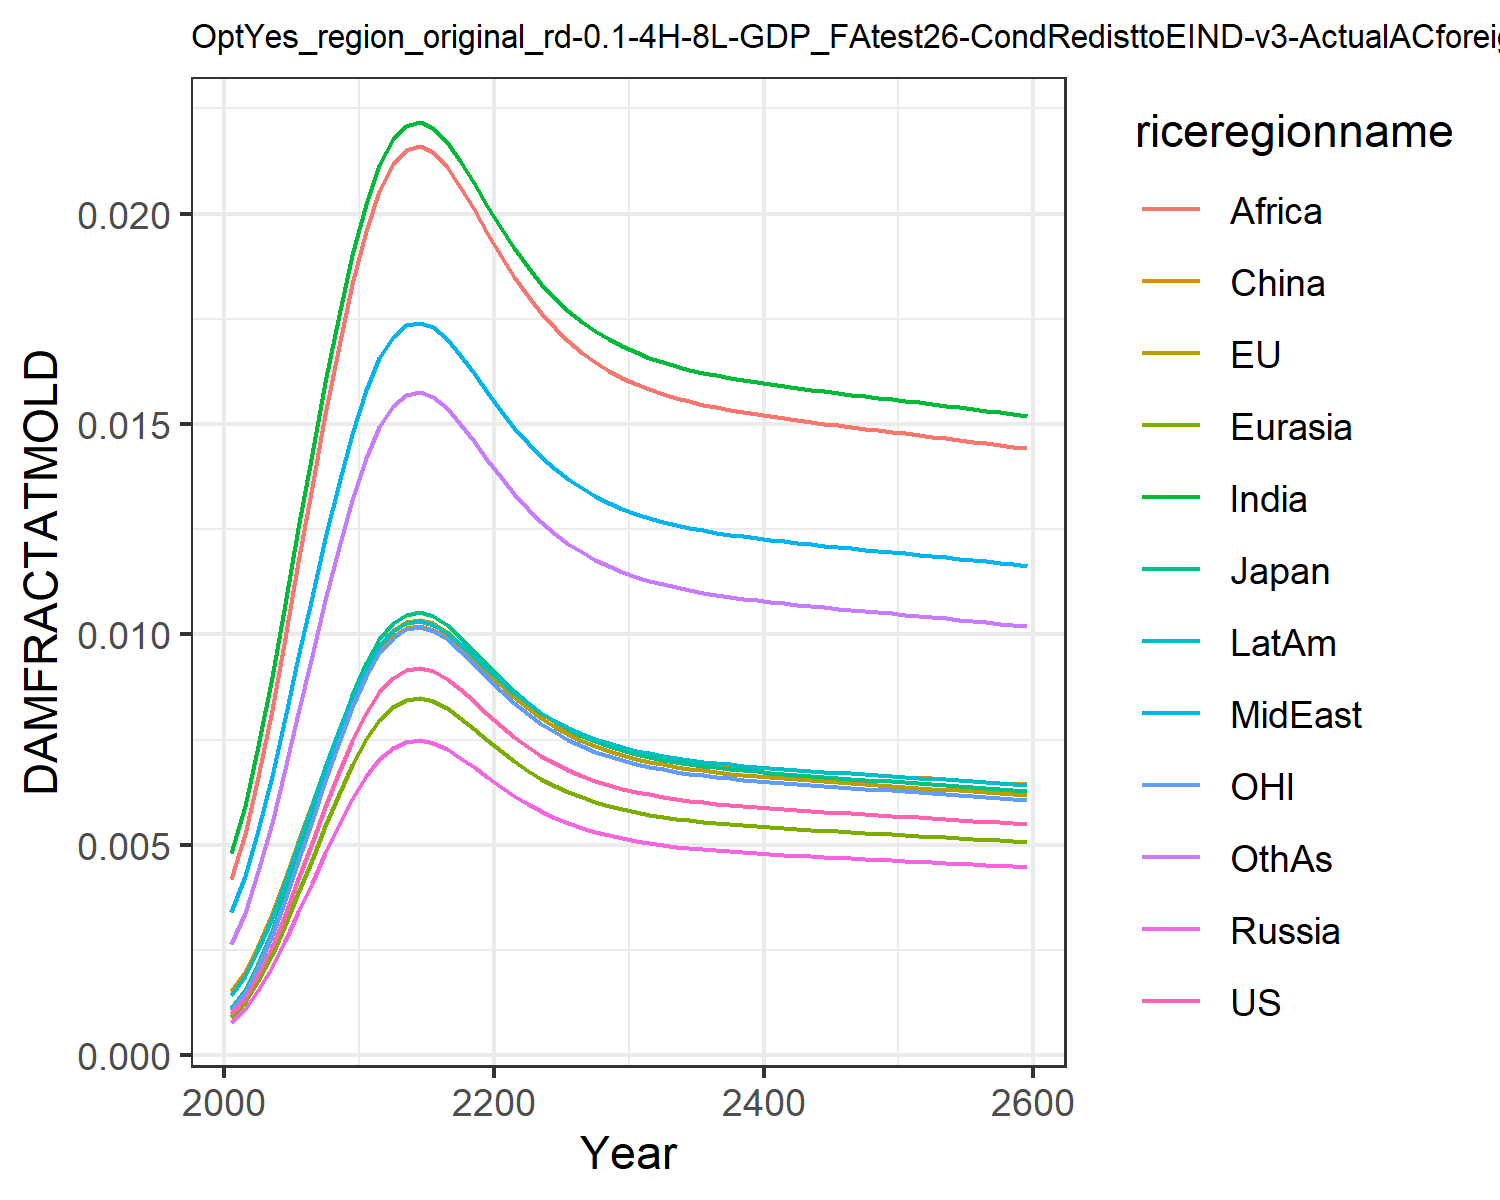 OptYes_region_original_rd-0.1-4H-8L-GDP_FAtest26-CondRedisttoEIND-v3-ActualACforeig
riceregionname
Africa
China
EU
Eurasia
India
Japan
LatAm
MidEast
OHI
OthAs
Russia
US
DAMFRACTATMOLD
0.020
0.015
0.010
0.005
0.000
2000 2200 2400 2600
Year